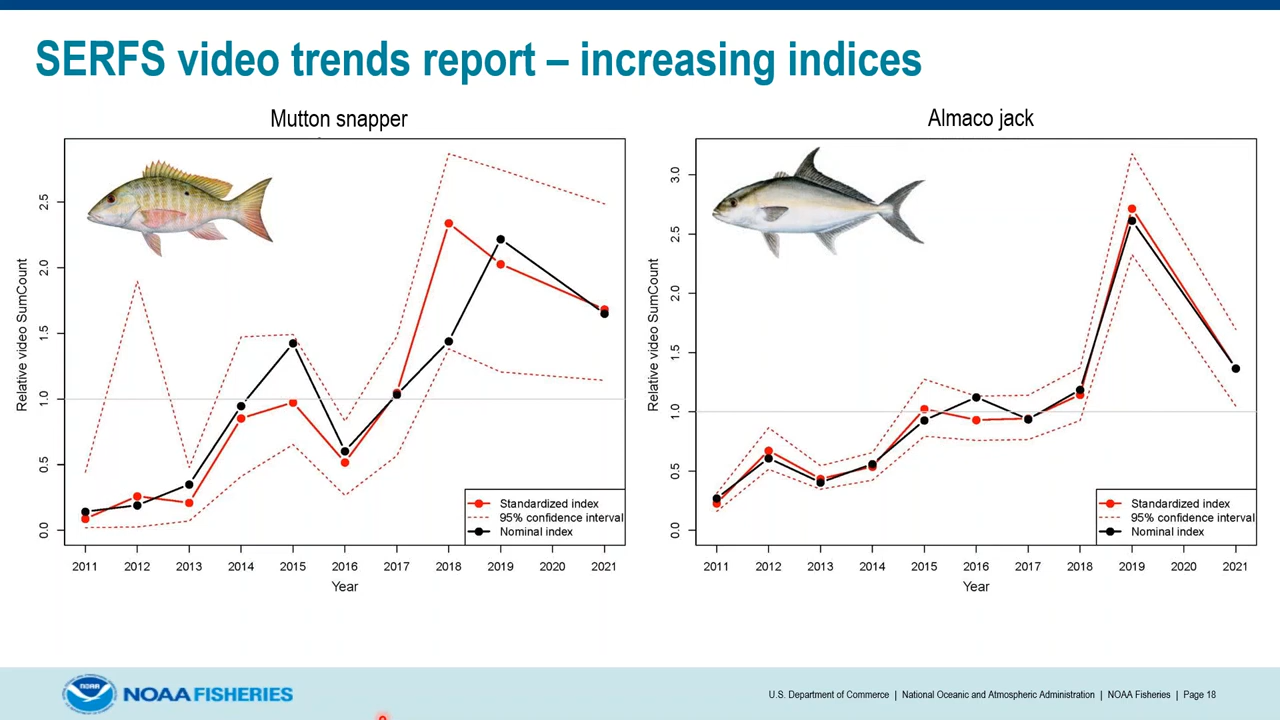 SERFS video trends report – increasing indices
Mutton snapper
Relative video SumCount
2.5
2.0
1.5
1.0
0.5
0.0
Standardized index
95% confidence interval
Nominal index
2011 2012 2013 2014 2015 2016 2017 2018 2019 2020 2021
Year
Almaco jack
Relative video SumCount
3.0
2.5
2.0
1.5
1.0
0.5
0.0
Standardized index
95% confidence interval
Nominal index
2011 2012 2013 2014 2015 2016 2017 2018 2019 2020 2021
Year
NOAA
NOAA FISHERIES
U.S. Department of Commerce | National Oceanic and Atmospheric Administration | NOAA Fisheries | Page 18